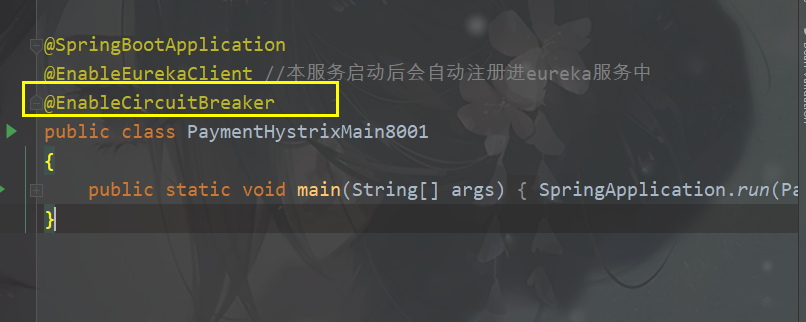 @SpringBootApplication
@EnableEurekaClient //本服务启动后会自动注册进eureka服务中
@EnableCircuitBreaker
public class PaymentHystrixMain8001
{
public static void main(String[] args) { SpringApplication.run(Pa
}